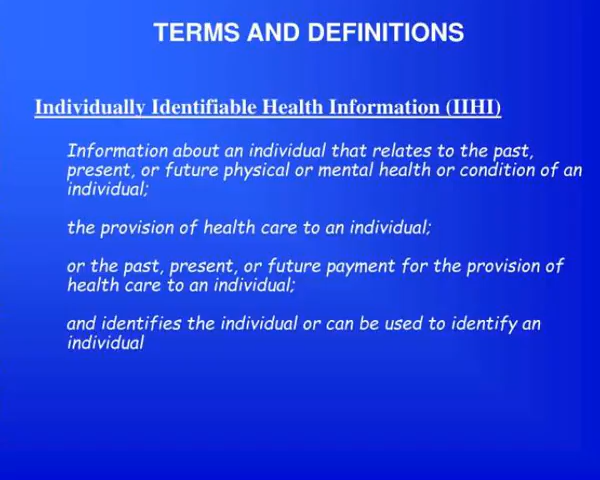 TERMS AND DEFINITIONS
Individually Identifiable Health Information (IIHI)
Information about an individual that relates to the past,
present, or future physical or mental health or condition of an
individual;
the provision of health care to an individual;
or the past, present, or future payment for the provision of
health care to an individual;
and identifies the individual or can be used to identify an
individual